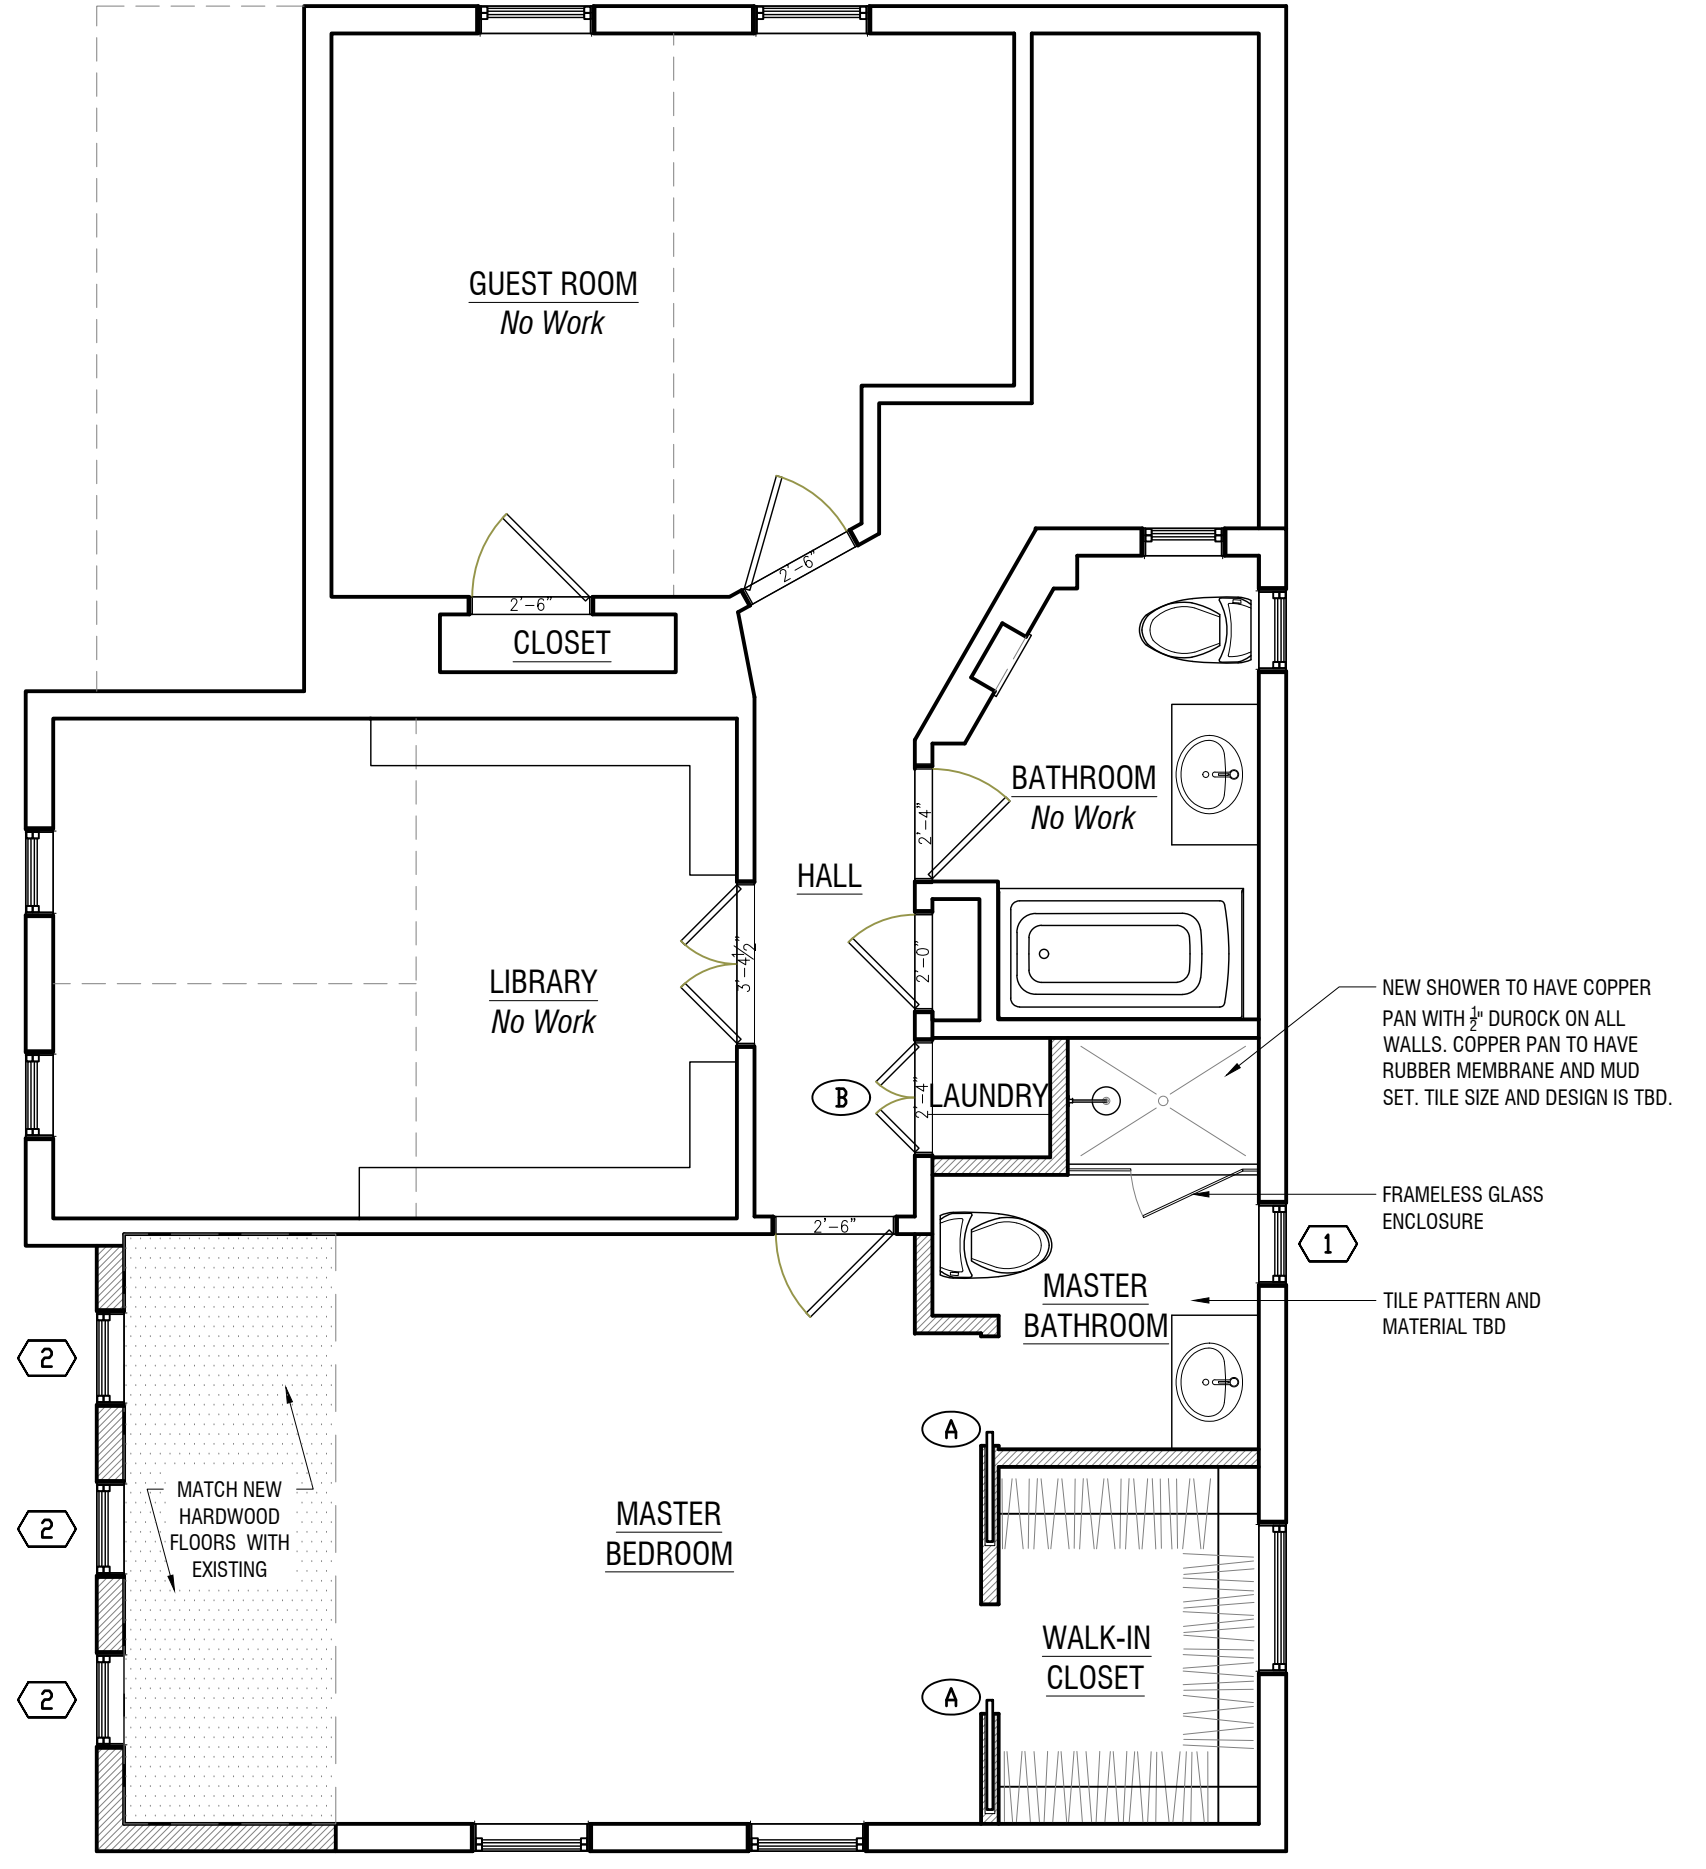 GUEST ROOM
No Work
2'-6"
2'-6"
CLOSET
BATHROOM
No Work
2'-4"
HALL
LIBRARY
No Work
3'-4½"
2'-0"
NEW SHOWER TO HAVE COPPER
PAN WITH ½" DUROCK ON ALL
WALLS. COPPER PAN TO HAVE
RUBBER MEMBRANE AND MUD
SET. TILE SIZE AND DESIGN IS TBD.
B
2'-4"
LAUNDRY
FRAMELESS GLASS
ENCLOSURE
2'-6"
1
MASTER
BATHROOM
TILE PATTERN AND
MATERIAL TBD
2
A
MATCH NEW
HARDWOOD
FLOORS WITH
EXISTING
2
MASTER
BEDROOM
WALK-IN
CLOSET
2
A